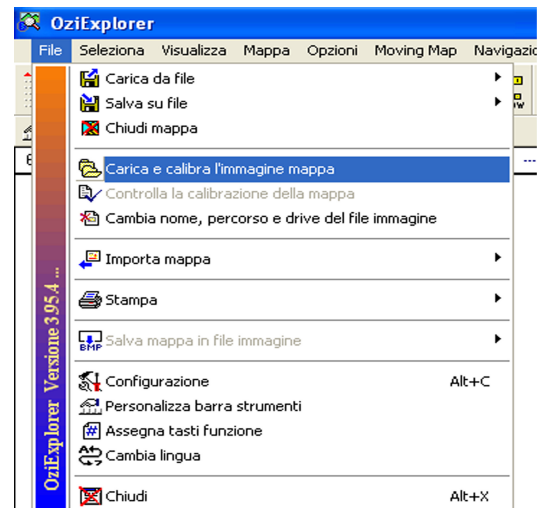 OziExplorer
File Seleziona Visualizza Mappa Opzioni Moving Map Navigazio
Carica da file
Salva su file
Chiudi mappa
Carica e calibra l'immagine mappa
Controlla la calibrazione della mappa
Cambia nome, percorso e drive del file immagine
Importa mappa
Stampa
BMP Salva mappa in file immagine
Configurazione Alt+C
Personalizza barra strumenti
Assegna tasti funzione
Cambia lingua
Chiudi Alt+X
OziExplorer Versione 3.95.4 ...